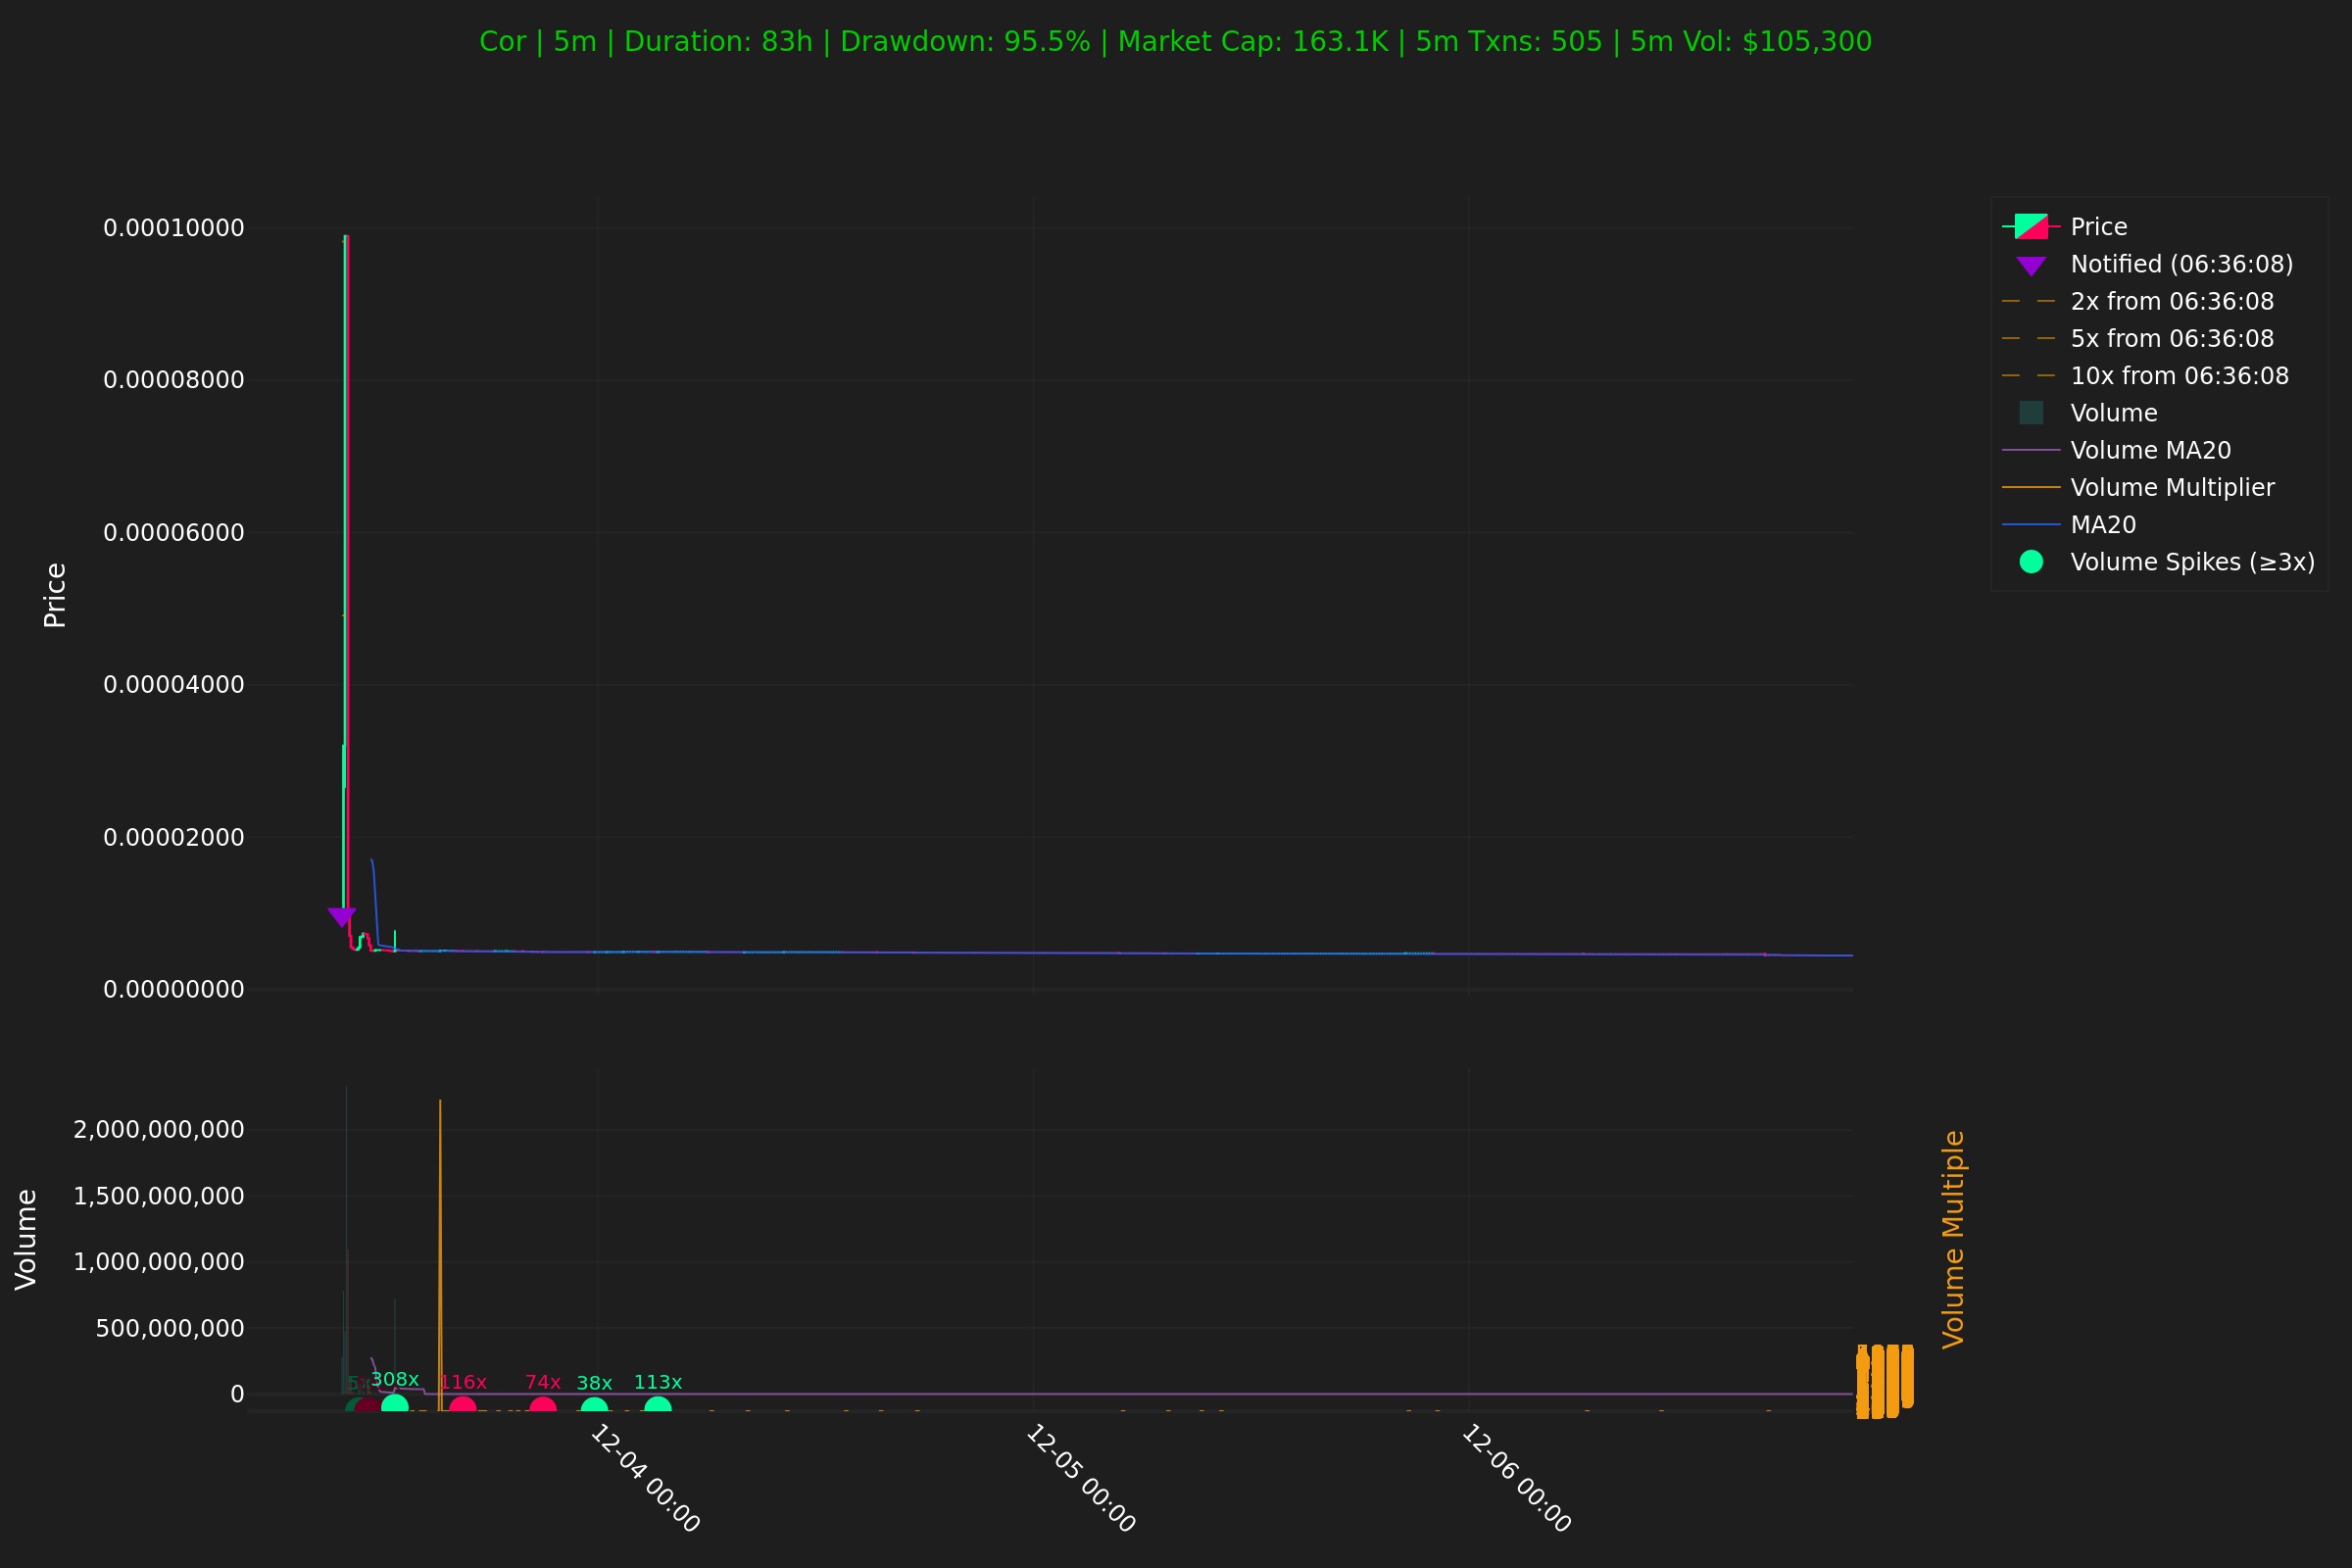 Cor | 5m | Duration: 83h | Drawdown: 95.5% | Market Cap: 163.1K | 5m Txns: 505 | 5m Vol: $105,300
Price
0.00010000
0.00008000
0.00006000
0.00004000
0.00002000
0.00000000
Price
Notified (06:36:08)
2x from 06:36:08
5x from 06:36:08
10x from 06:36:08
Volume
Volume MA20
Volume Multiplier
MA20
Volume Spikes (≥3x)
Volume
2,000,000,000
1,500,000,000
1,000,000,000
500,000,000
0
5x
308x
116x
74x
38x
113x
Volume Multiple
12-04 00:00
12-05 00:00
12-06 00:00